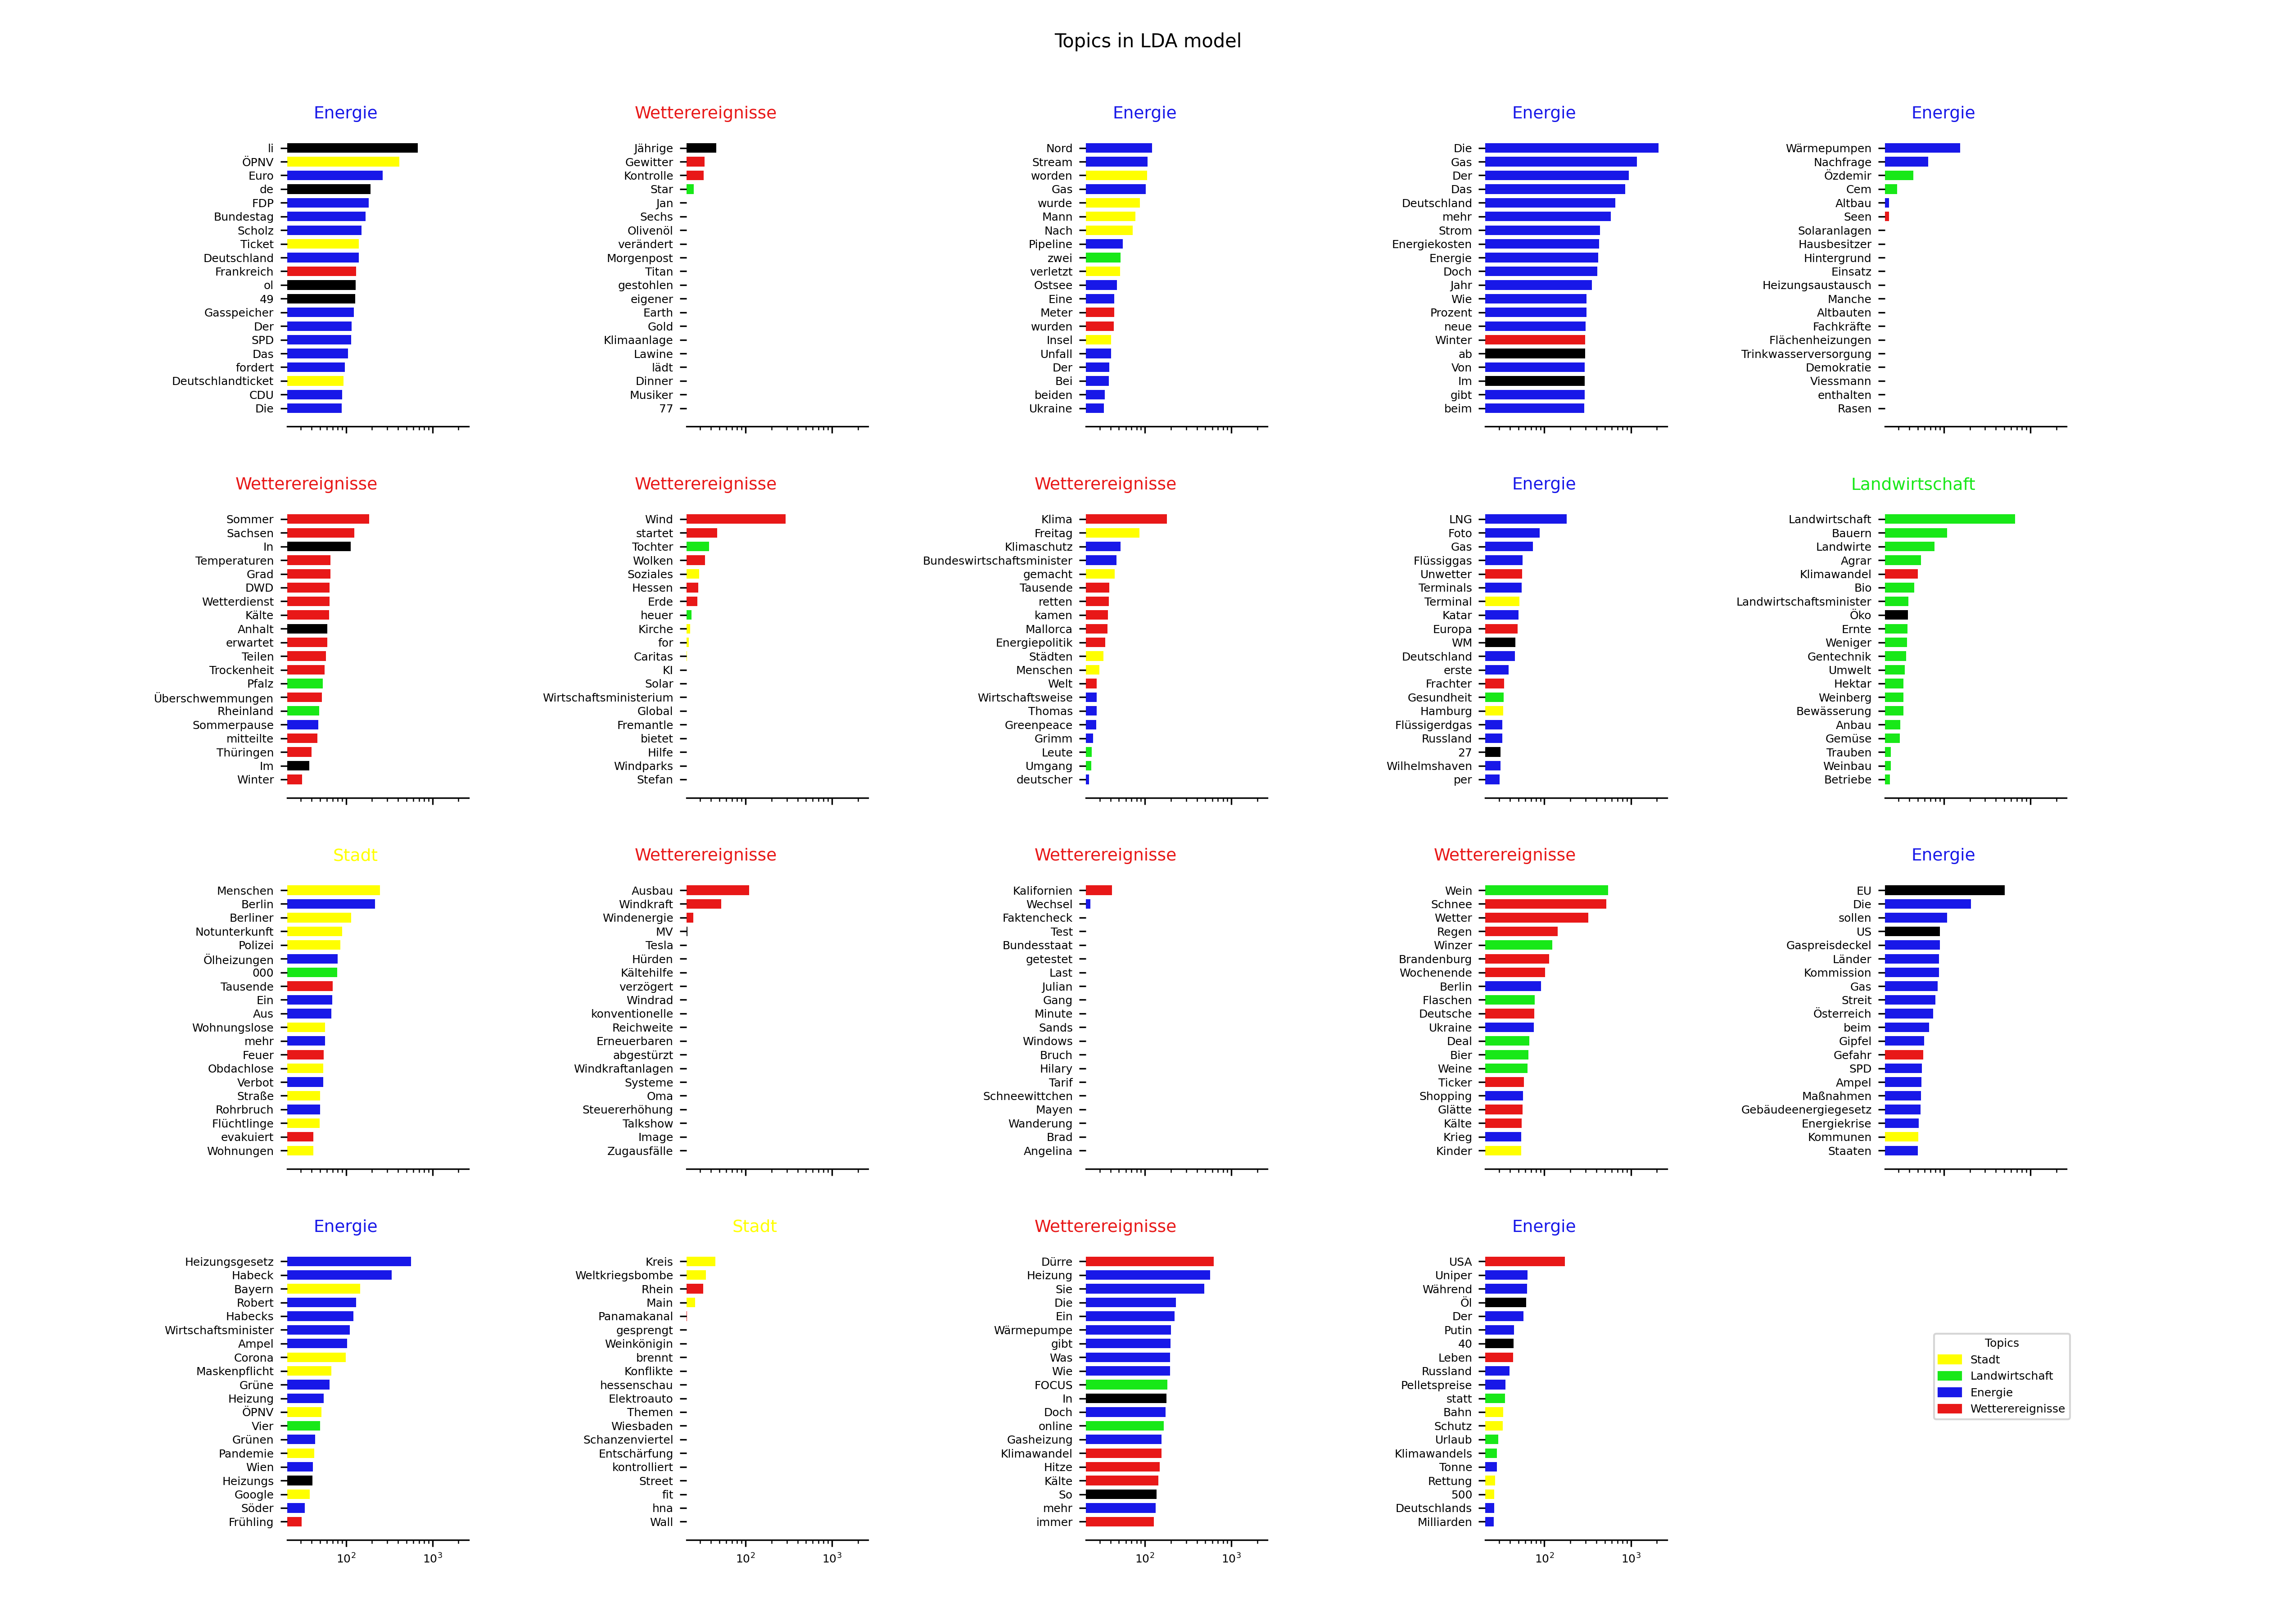 Topics in LDA model
Energie
li
ÖPNV
Euro
de
FDP
Bundestag
Scholz
Ticket
Deutschland
Frankreich
ol
49
Gasspeicher
Der
SPD
Das
fordert
Deutschlandticket
CDU
Die
Wetterereignisse
Jährige
Gewitter
Kontrolle
Star
Jan
Sechs
Olivenöl
verändert
Morgenpost
Titan
gestohlen
eigener
Earth
Gold
Klimaanlage
Lawine
lädt
Dinner
Musiker
77
Energie
Nord
Stream
worden
Gas
wurde
Mann
Nach
Pipeline
zwei
verletzt
Ostsee
Eine
Meter
wurden
Insel
Unfall
Der
Bei
beiden
Ukraine
Energie
Die
Gas
Der
Das
Deutschland
mehr
Strom
Energiekosten
Energie
Doch
Jahr
Wie
Prozent
neue
Winter
ab
Von
Im
gibt
beim
Energie
Wärmepumpen
Nachfrage
Özdemir
Cem
Altbau
Seen
Solaranlagen
Hausbesitzer
Hintergrund
Einsatz
Heizungsaustausch
Manche
Altbauten
Fachkräfte
Flächenheizungen
Trinkwasserversorgung
Demokratie
Viessmann
enthalten
Rasen
Wetterereignisse
Sommer
Sachsen
In
Temperaturen
Grad
DWD
Wetterdienst
Kälte
Anhalt
erwartet
Teilen
Trockenheit
Pfalz
Überschwemmungen
Rheinland
Sommerpause
mitteilte
Thüringen
Im
Winter
Wetterereignisse
Wind
startet
Tochter
Wolken
Soziales
Hessen
Erde
heuer
Kirche
for
Caritas
KI
Solar
Wirtschaftsministerium
Global
Fremantle
bietet
Hilfe
Windparks
Stefan
Wetterereignisse
Klima
Freitag
Klimaschutz
Bundeswirtschaftsminister
gemacht
Tausende
retten
kamen
Mallorca
Energiepolitik
Städten
Menschen
Welt
Wirtschaftsweise
Thomas
Greenpeace
Grimm
Leute
Umgang
deutscher
Energie
LNG
Foto
Gas
Flüssiggas
Unwetter
Terminals
Terminal
Katar
Europa
WM
Deutschland
erste
Frachter
Gesundheit
Hamburg
Flüssigerdgas
Russland
27
Wilhelmshaven
per
Landwirtschaft
Landwirtschaft
Bauern
Landwirte
Agrar
Klimawandel
Bio
Landwirtschaftsminister
Öko
Ernte
Weniger
Gentechnik
Umwelt
Hektar
Weinberg
Bewässerung
Anbau
Gemüse
Trauben
Weinbau
Betriebe
Stadt
Menschen
Berlin
Berliner
Notunterkunft
Polizei
Ölheizungen
000
Tausende
Ein
Aus
Wohnungslose
mehr
Feuer
Obdachlose
Verbot
Straße
Rohrbruch
Flüchtlinge
evakuiert
Wohnungen
Wetterereignisse
Ausbau
Windkraft
Windenergie
MV
Tesla
Hürden
Kältehilfe
verzögert
Windrad
konventionelle
Reichweite
Erneuerbaren
abgestürzt
Windkraftanlagen
Systeme
Oma
Steuererhöhung
Talkshow
Image
Zugausfälle
Wetterereignisse
Kalifornien
Wechsel
Faktencheck
Test
Bundesstaat
getestet
Last
Julian
Gang
Minute
Sands
Windows
Bruch
Hilary
Tarif
Schneewittchen
Mayen
Wanderung
Brad
Angelina
Wetterereignisse
Wein
Schnee
Wetter
Regen
Winzer
Brandenburg
Wochenende
Berlin
Flaschen
Deutsche
Ukraine
Deal
Bier
Weine
Ticker
Shopping
Glätte
Kälte
Krieg
Kinder
Energie
EU
Die
sollen
US
Gaspreisdeckel
Länder
Kommission
Gas
Streit
Österreich
beim
Gipfel
Gefahr
SPD
Ampel
Maßnahmen
Gebäudeenergiegesetz
Energiekrise
Kommunen
Staaten
Energie
Heizungsgesetz
Habeck
Bayern
Robert
Habecks
Wirtschaftsminister
Ampel
Corona
Maskenpflicht
Grüne
Heizung
ÖPNV
Vier
Grünen
Pandemie
Wien
Heizungs
Google
Söder
Frühling
10² 10³
Stadt
Kreis
Weltkriegsbombe
Rhein
Main
Panamakanal
gesprengt
Weinkönigin
brennt
Konflikte
hessenschau
Elektroauto
Themen
Wiesbaden
Schanzenviertel
Entschärfung
kontrolliert
Street
fit
hna
Wall
10² 10³
Wetterereignisse
Dürre
Heizung
Sie
Die
Ein
Wärmepumpe
gibt
Was
Wie
FOCUS
In
Doch
online
Gasheizung
Klimawandel
Hitze
Kälte
So
mehr
immer
10² 10³
Energie
USA
Uniper
Während
Öl
Der
Putin
40
Leben
Russland
Pelletspreise
statt
Bahn
Schutz
Urlaub
Klimawandels
Tonne
Rettung
500
Deutschlands
Milliarden
10² 10³
Topics
Stadt
Landwirtschaft
Energie
Wetterereignisse